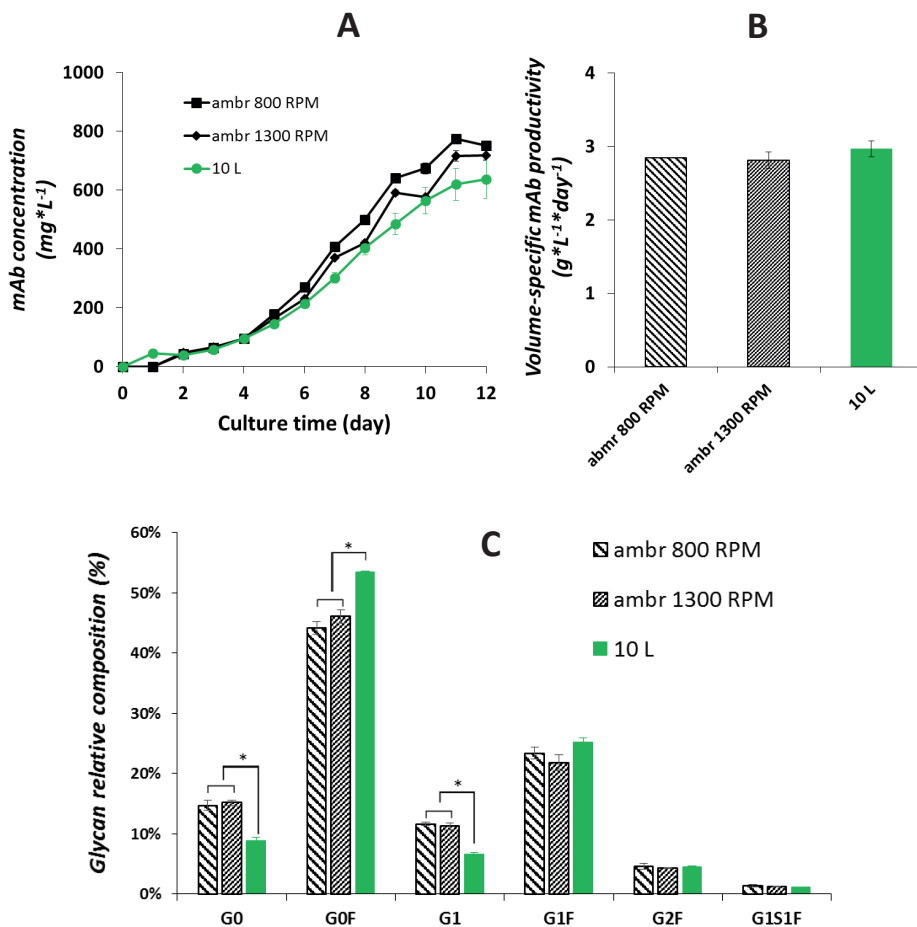 A
B
mAb concentration
(mg*L-1)
1000
800
600
400
200
0
ambr 800 RPM
ambr 1300 RPM
10 L
0 2 4 6 8 10 12
Culture time (day)
Volume-specific mAb productivity
(g*L-1*day-1)
4
3
2
1
0
abmr 800 RPM
ambr 1300 RPM
10 L
C
Glycan relative composition (%)
60%
50%
40%
30%
20%
10%
0%
*
*
*
ambr 800 RPM
ambr 1300 RPM
10 L
G0 G0F G1 G1F G2F G1S1F